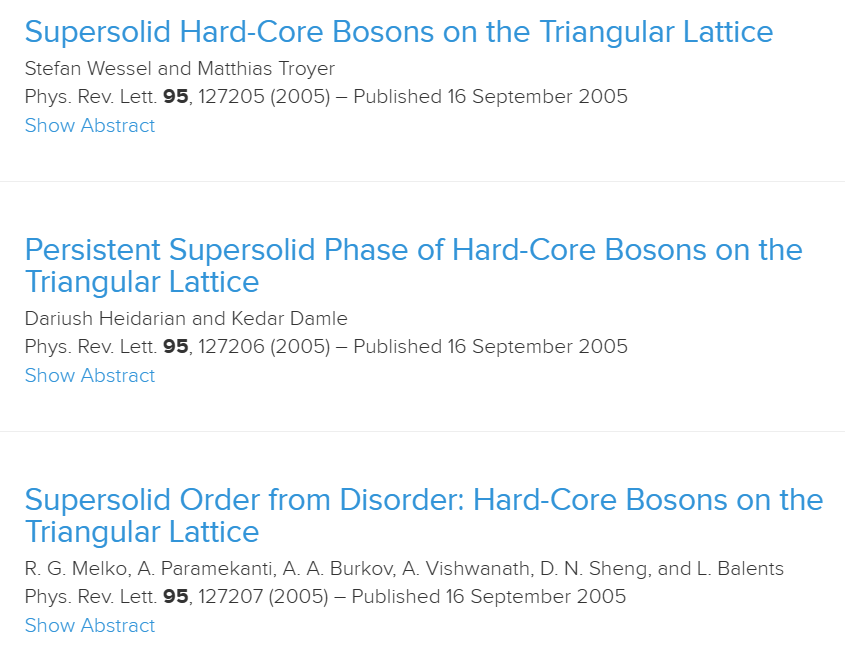 Supersolid Hard-Core Bosons on the Triangular Lattice
Stefan Wessel and Matthias Troyer
Phys. Rev. Lett. 95, 127205 (2005) – Published 16 September 2005
Show Abstract
Persistent Supersolid Phase of Hard-Core Bosons on the
Triangular Lattice
Dariush Heidarian and Kedar Damle
Phys. Rev. Lett. 95, 127206 (2005) – Published 16 September 2005
Show Abstract
Supersolid Order from Disorder: Hard-Core Bosons on the
Triangular Lattice
R. G. Melko, A. Paramekanti, A. A. Burkov, A. Vishwanath, D. N. Sheng, and L. Balents
Phys. Rev. Lett. 95, 127207 (2005) – Published 16 September 2005
Show Abstract